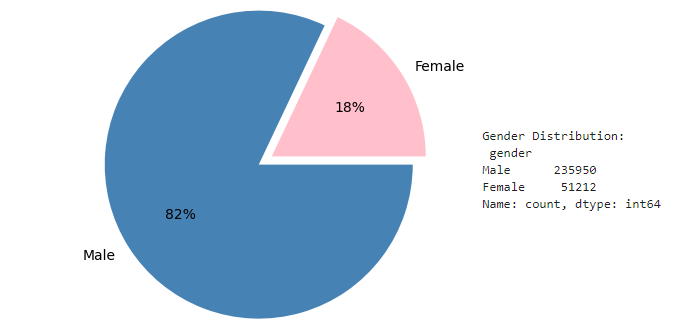 Female
18%
82%
Male
Gender Distribution:
 gender
Male      235950
Female     51212
Name: count, dtype: int64